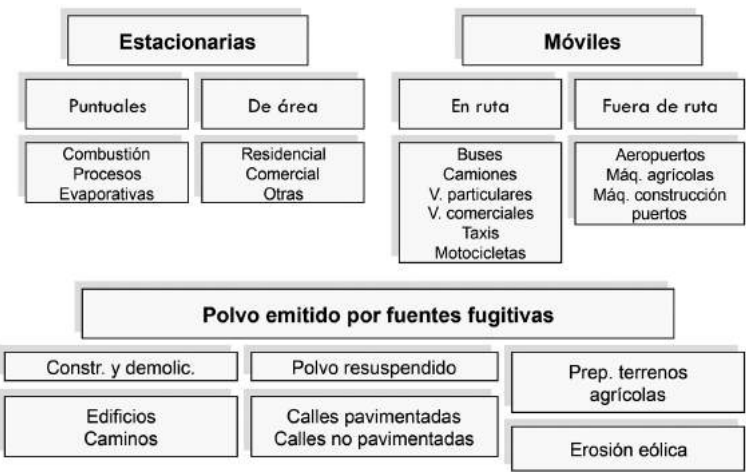 Estacionarias
Puntuales
De área
Combustión
Procesos
Evaporativas
Residencial
Comercial
Otras
Móviles
En ruta
Fuera de ruta
Buses
Camiones
V. particulares
V. comerciales
Taxis
Motocicletas
Aeropuertos
Máq. agrícolas
Máq. construcción
puertos
Polvo emitido por fuentes fugitivas
Constr. y demolic.
Edificios
Caminos
Polvo resuspendido
Calles pavimentadas
Calles no pavimentadas
Prep. terrenos
agrícolas
Erosión eólica